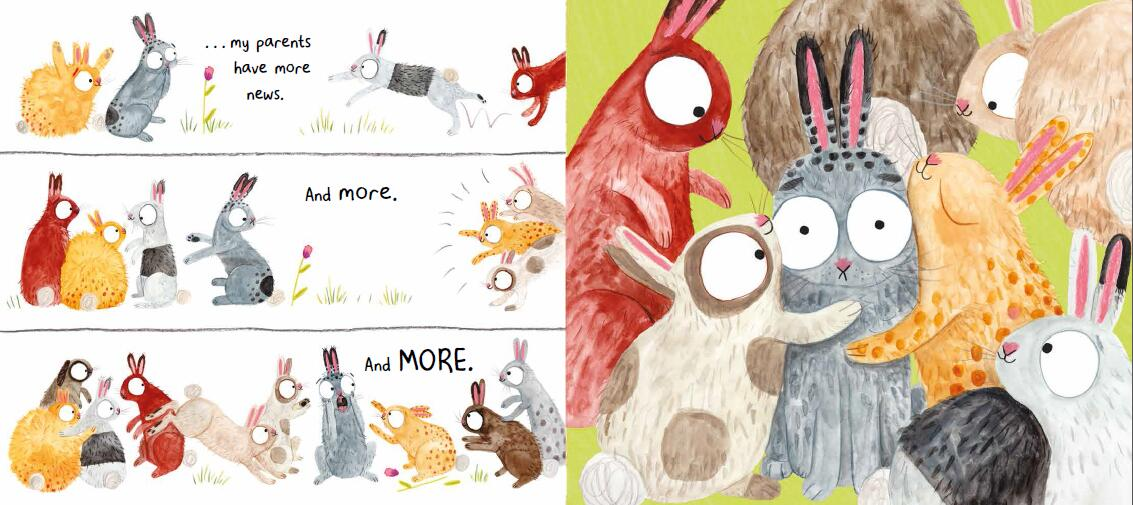 ...my parents
have more
news.
And more.
And MORE.